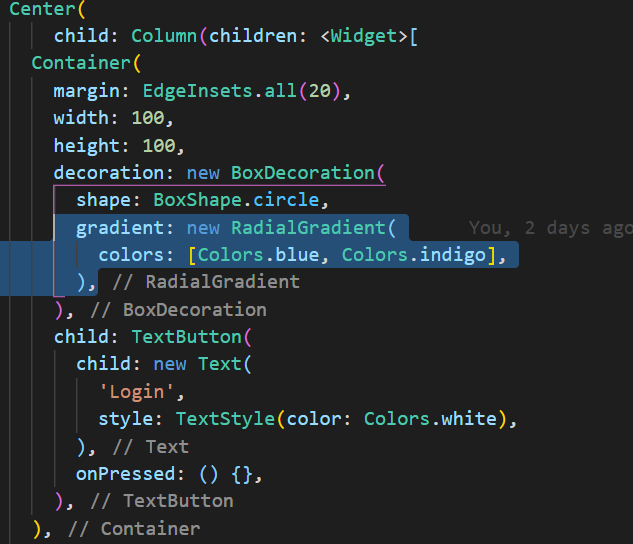 Center(
child: Column(children: <Widget>[
Container(
margin: EdgeInsets.all(20),
width: 100,
height: 100,
decoration: new BoxDecoration(
shape: BoxShape.circle,
gradient: new RadialGradient( You, 2 days ago
colors: [Colors.blue, Colors.indigo],
), // RadialGradient
), // BoxDecoration
child: TextButton(
child: new Text(
'Login',
style: TextStyle(color: Colors.white),
), // Text
onPressed: () {},
), // TextButton
), // Container